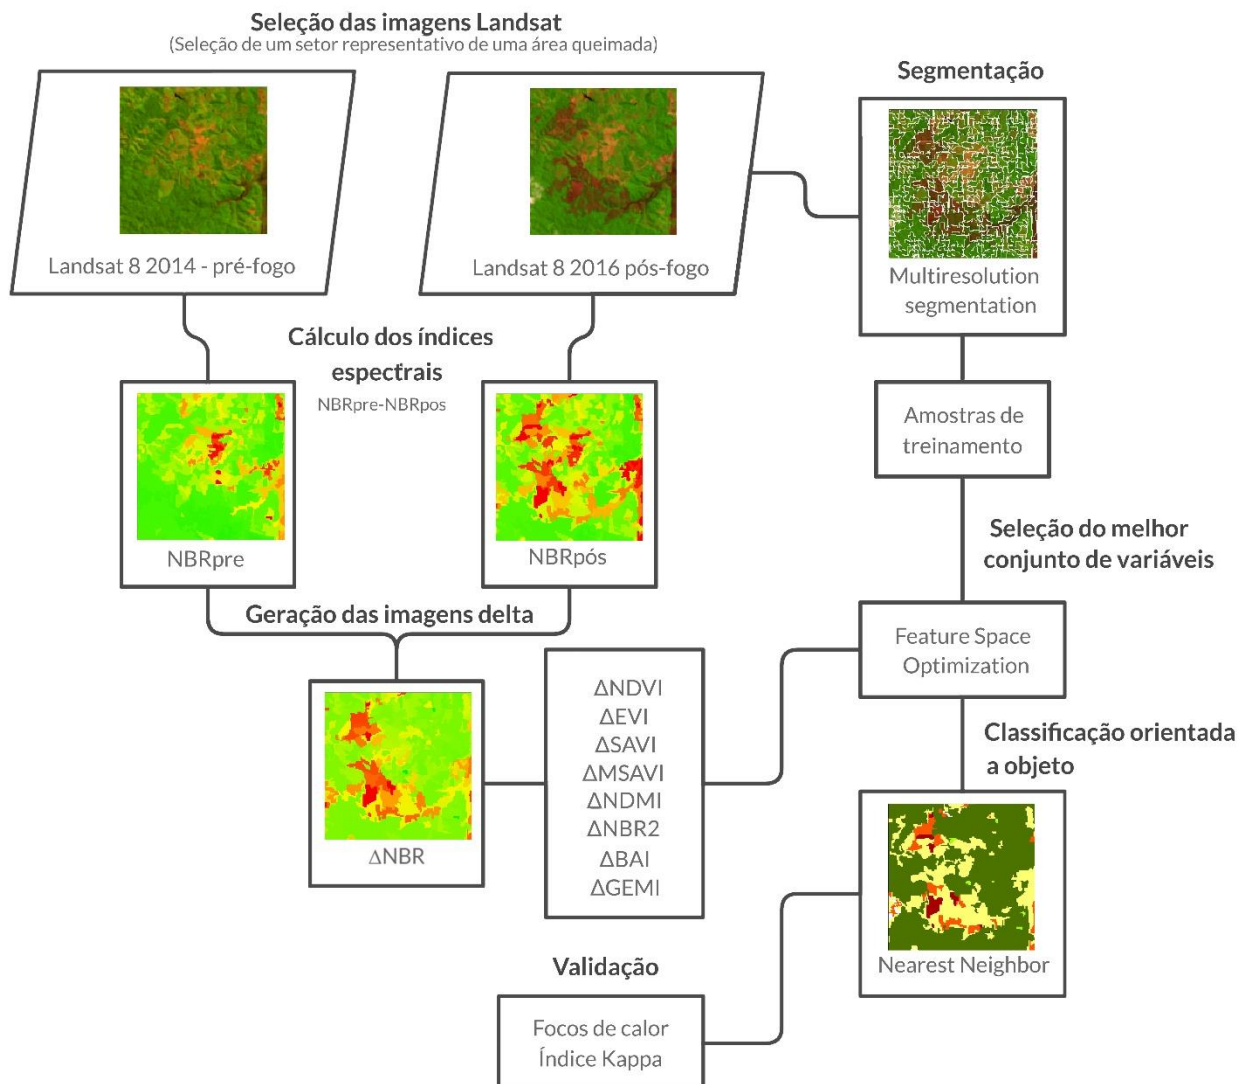 Seleção das imagens Landsat
(Seleção de um setor representativo de uma área queimada)
Landsat 8 2014 - pré-fogo
Landsat 8 2016 pós-fogo
Segmentação
Multiresolution
segmentation
Cálculo dos índices
espectrais
NBRpre-NBRpos
NBRpre
NBRpós
Amostras de
treinamento
Seleção do melhor
conjunto de variáveis
Geração das imagens delta
ΔNBR
ΔNDVI
ΔEVI
ΔSAVI
ΔMSAVI
ΔNDMI
ΔNBR2
ΔBAI
ΔGEMI
Feature Space
Optimization
Classificação orientada
a objeto
Nearest Neighbor
Validação
Focos de calor
Índice Kappa